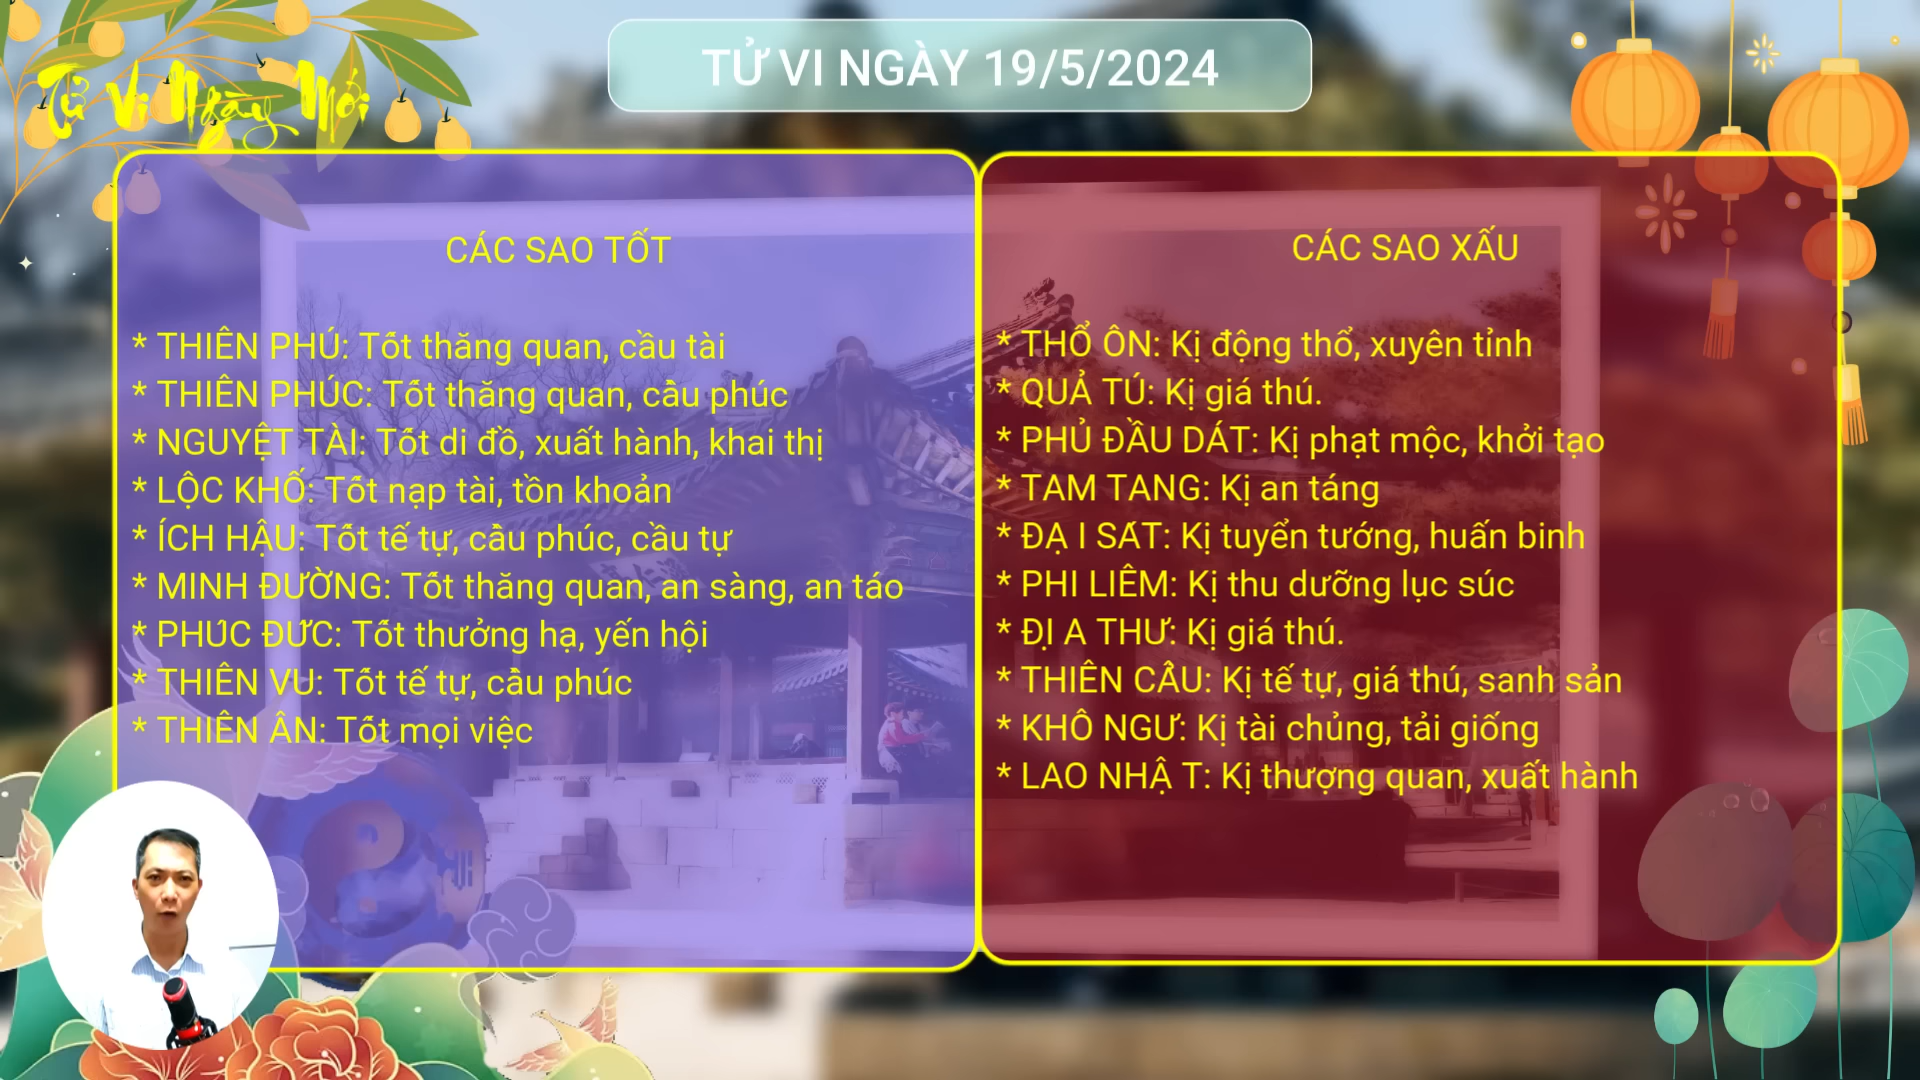 Tử Vi Ngày Mới
TỬ VI NGÀY 19/5/2024
CÁC SAO TỐT
* THIÊN PHÚ: Tốt thăng quan, cầu tài
* THIÊN PHÚC: Tốt thăng quan, cầu phúc
* NGUYỆT TÀI: Tốt di đồ, xuất hành, khai thị
* LỘC KHỐ: Tốt nạp tài, tồn khoản
* ÍCH HẬU: Tốt tế tự, cầu phúc, cầu tự
* MINH ĐƯỜNG: Tốt thăng quan, an sàng, an táo
* PHÚC ĐỨC: Tốt thưởng hạ, yến hội
* THIÊN VU: Tốt tế tự, cầu phúc
* THIÊN ÂN: Tốt mọi việc
CÁC SAO XẤU
* THỔ ÔN: Kị động thổ, xuyên tỉnh
* QUẢ TÚ: Kị giá thú.
* PHỦ ĐẦU DÁT: Kị phạt mộc, khởi tạo
* TAM TANG: Kị an táng
* ĐẠ I SÁT: Kị tuyển tướng, huấn binh
* PHI LIÊM: Kị thu dưỡng lục súc
* ĐỊ A THƯ: Kị giá thú.
* THIÊN CẨU: Kị tế tự, giá thú, sanh sản
* KHÔ NGƯ: Kị tài chủng, tải giống
* LAO NHẬ T: Kị thượng quan, xuất hành